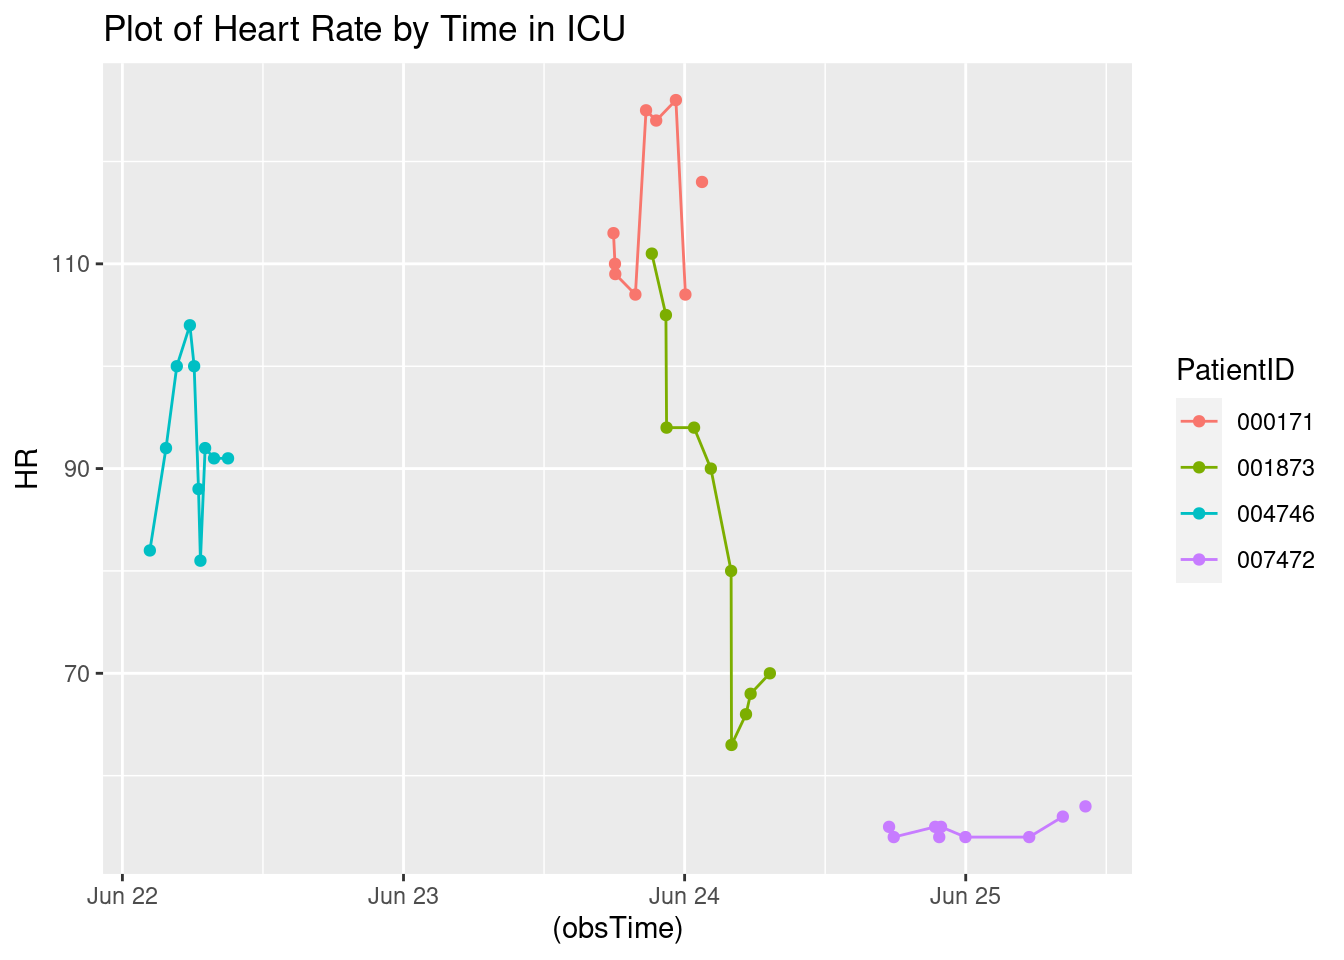 Plot of Heart Rate by Time in ICU
110
90
70
HR
Jun 22 Jun 23 Jun 24 Jun 25
(obsTime)
PatientID
000171
001873
004746
007472